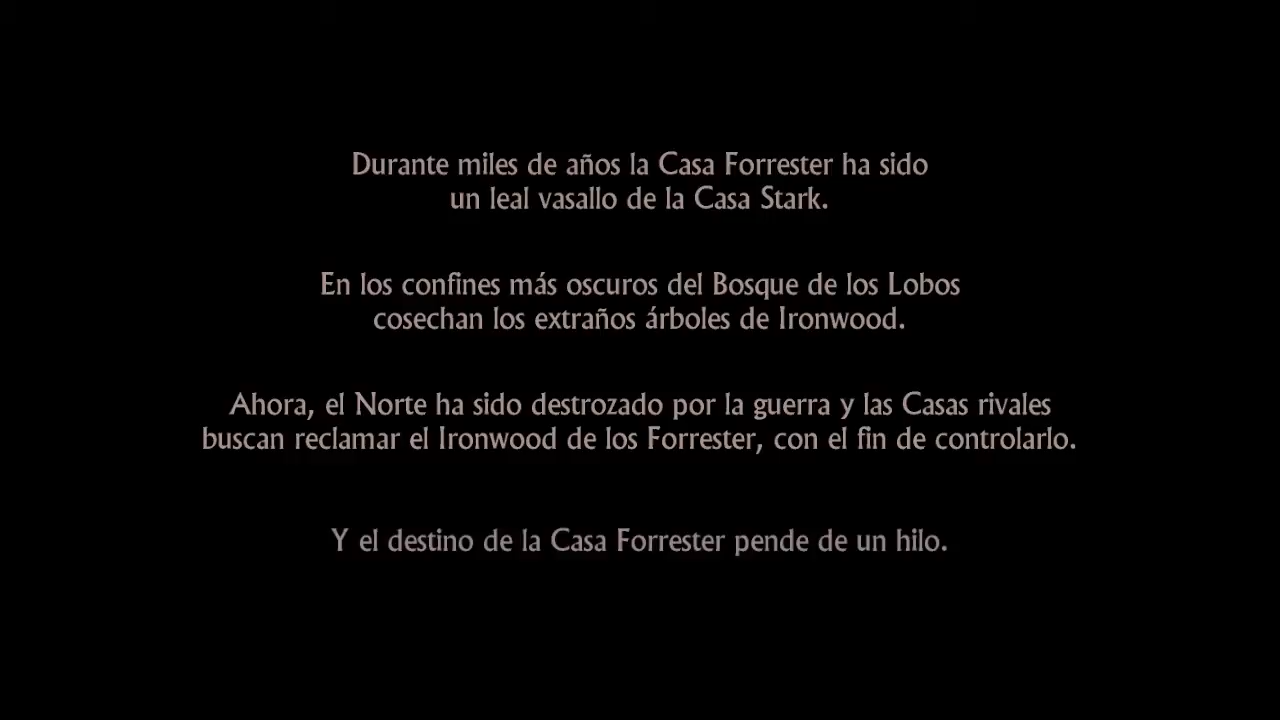 Durante miles de años la Casa Forrester ha sido
un leal vasallo de la Casa Stark.
En los confines más oscuros del Bosque de los Lobos
cosechan los extraños árboles de Ironwood.
Ahora, el Norte ha sido destrozado por la guerra y las Casas rivales
buscan reclamar el Ironwood de los Forrester, con el fin de controlarlo.
Y el destino de la Casa Forrester pende de un hilo.